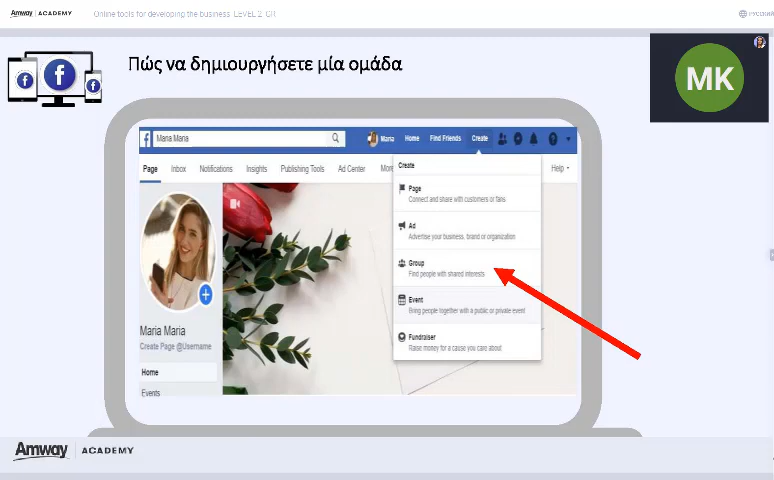 Amway ACADEMY
Online tools for developing the business. LEVEL 2. GIT
РУССКИЙ
Πώς να δημιουργήσετε μία ομάδα
MK
Maria Maria
Maria Home Find Friends Create
Page Inbox Notifications Insights Publishing Tools Ad Center More Help
Create
Page
Connect and share with customers or fans
Ad
Advertise your business, brand or organization
Group
Find people with shared interests
Event
Bring people together with a public or private event
Fundraiser
Raise money for a cause you care about
Maria Maria
Create Page @Username
Home
Events
Amway ACADEMY